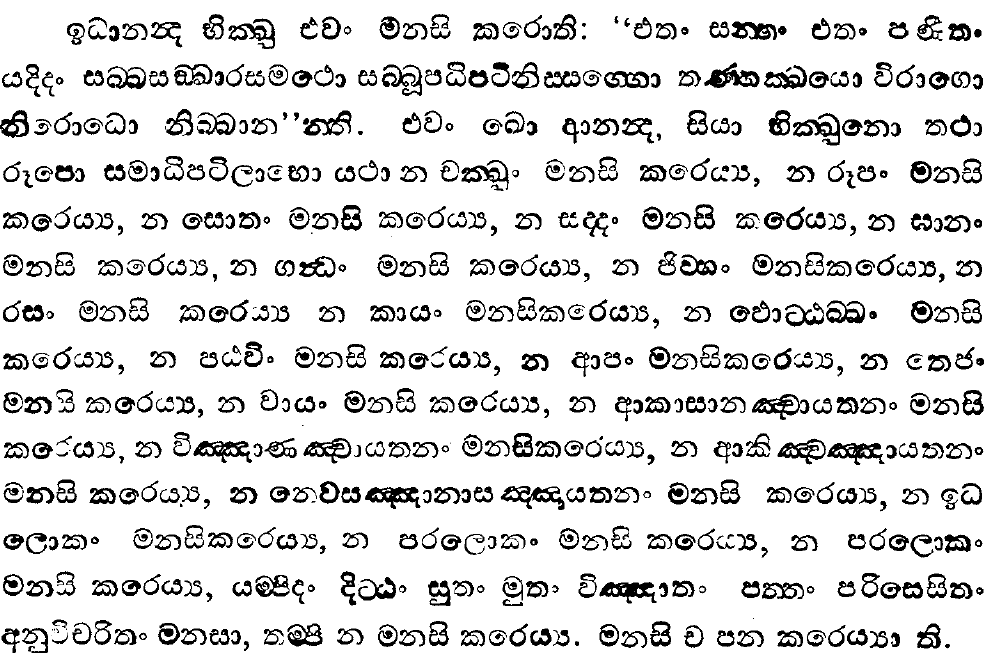 ඉධානන්ද භික්ඛු එවං මනසි කරොති: "එතං සන්තං එතං පණීතං
යදිදං සබ්බසඞ්ඛාරසමථො සබ්බූපධිපටිනිස්සග්ගො තණ්හක්ඛයො විරාගො
නිරොධො නිබ්බාන"න්ති. එවං ඛො ආනන්ද, සියා භික්ඛුනො තථා
රූපො සමාධිපටිලාභො යථා න චක්ඛුං මනසි කරෙය්‍ය, න රූපං මනසි
කරෙය්‍ය, න සොතං මනසි කරෙය්‍ය, න සද්දං මනසි කරෙය්‍ය, න ඝානං
මනසි කරෙය්‍ය, න ගන්ධං මනසි කරෙය්‍ය, න ජිව්හං මනසිකරෙය්‍ය, න
රසං මනසි කරෙය්‍ය න කායං මනසිකරෙය්‍ය, න ඵොට්ඨබ්බං මනසි
කරෙය්‍ය, න පඨවිං මනසි කරෙය්‍ය, න ආපං මනසිකරෙය්‍ය, න තෙජං
මනසි කරෙය්‍ය, න වායං මනසි කරෙය්‍ය, න ආකාසානඤ්චායතනං මනසි
කරෙය්‍ය, න විඤ්ඤාණඤ්චායතනං මනසිකරෙය්‍ය, න ආකිඤ්චඤ්ඤායතනං
මනසි කරෙය්‍ය, න නෙවසඤ්ඤානාසඤ්ඤායතනං මනසි කරෙය්‍ය, න ඉධ
ලොකං මනසිකරෙය්‍ය, න පරලොකං මනසි කරෙය්‍ය, න පරලොකං
මනසි කරෙය්‍ය, යම්පිදං දිට්ඨං සුතං මුතං විඤ්ඤාතං පත්තං පරිසෙසිතං
අනුවිචරිතං මනසා, තම්පි න මනසි කරෙය්‍ය. මනසි ච පන කරෙය්‍යා ති.